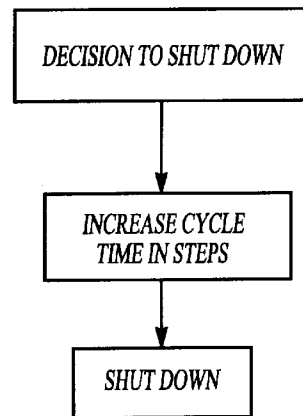 DECISION TO SHUT DOWN
INCREASE CYCLE
TIME IN STEPS
SHUT DOWN